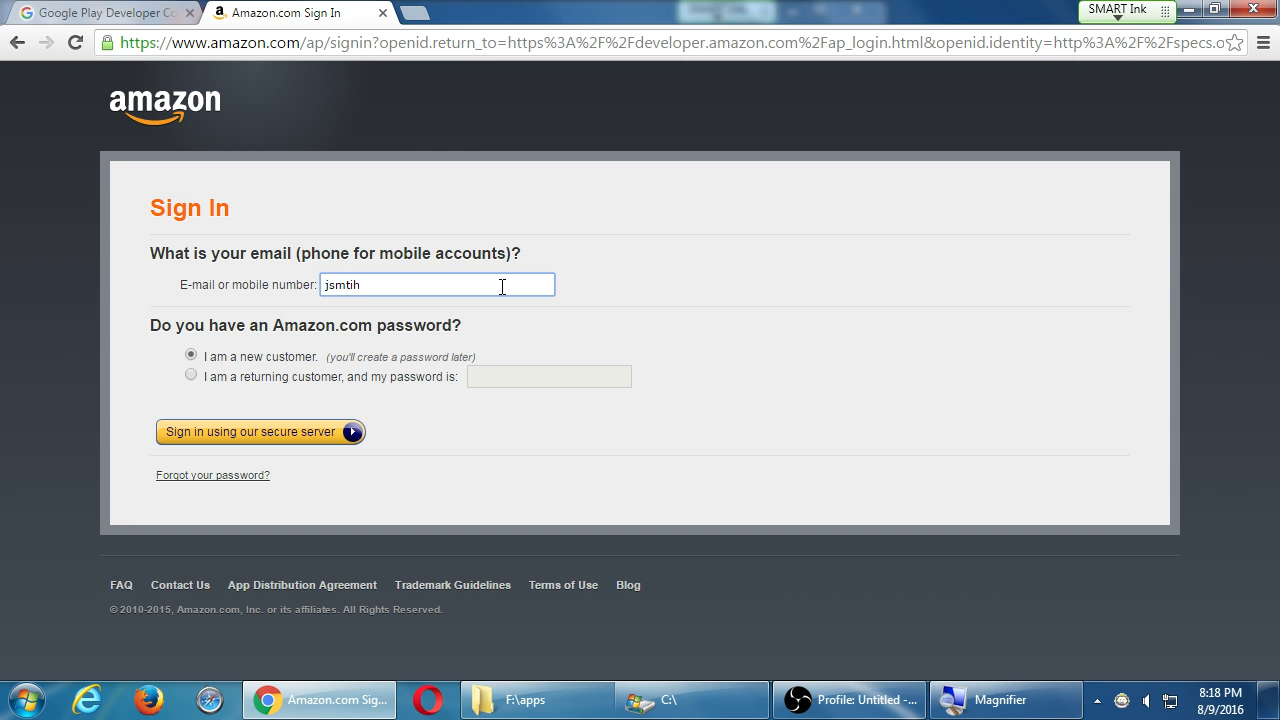 Google Play Developer Co
Amazon.com Sign In
SMART Ink
https://www.amazon.com/ap/signin?openid.return_to=https%3A%2F%2Fdeveloper.amazon.com%2Fap_login.html&openid.identity=http%3A%2F%2Fspecs.o
amazon
Sign In
What is your email (phone for mobile accounts)?
E-mail or mobile number: jsmtih
Do you have an Amazon.com password?
I am a new customer. (you'll create a password later)
I am a returning customer, and my password is:
Sign in using our secure server
Forgot your password?
FAQ Contact Us App Distribution Agreement Trademark Guidelines Terms of Use Blog
© 2010-2015, Amazon.com, Inc. or its affiliates. All Rights Reserved.
Amazon.com Sig... F:\apps C:\ Profile: Untitled -... Magnifier 8:18 PM
8/9/2016